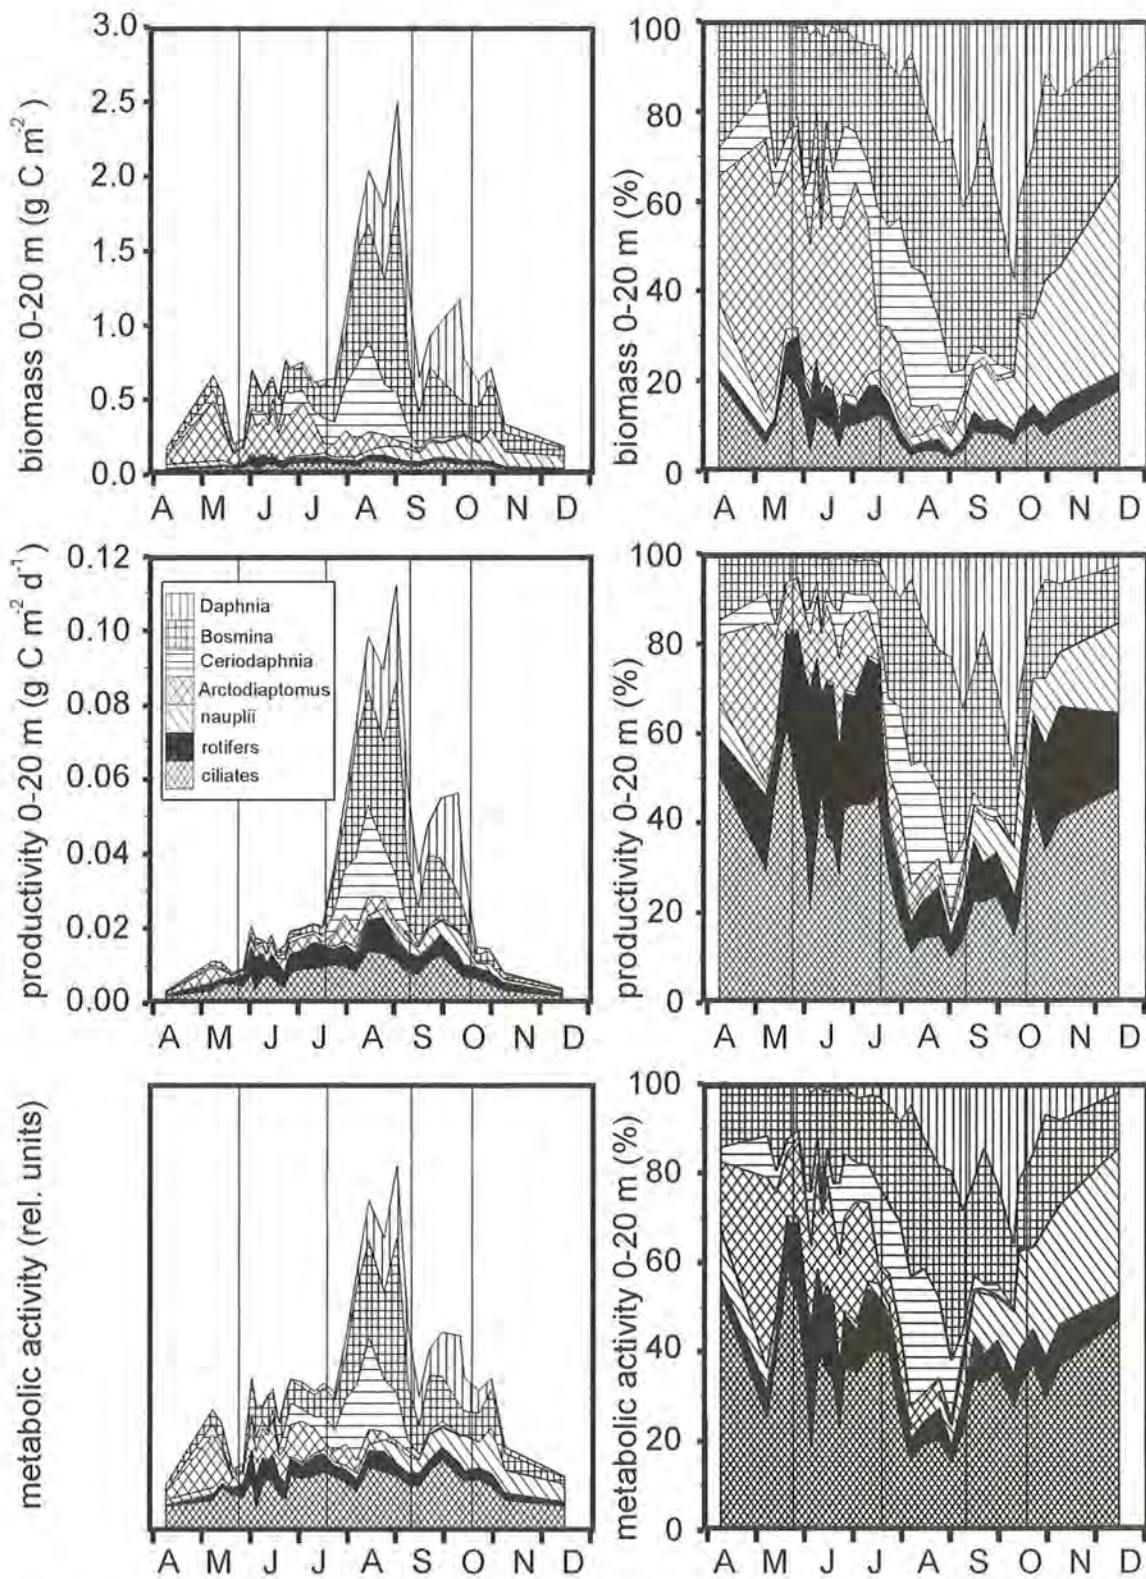 biomass 0-20 m (g C m-2)
3.0
2.5
2.0
1.5
1.0
0.5
0.0
A M J J A S O N D
biomass 0-20 m (%)
100
80
60
40
20
0
A M J J A S O N D
productivity 0-20 m (g C m-2 d-1)
0.12
0.10
0.08
0.06
0.04
0.02
0.00
Daphnia
Bosmina
Ceriodaphnia
Arctodiaptomus
nauplii
rotifers
ciliates
A M J J A S O N D
productivity 0-20 m (%)
100
80
60
40
20
0
A M J J A S O N D
metabolic activity (rel. units)
A M J J A S O N D
metabolic activity 0-20 m (%)
100
80
60
40
20
0
A M J J A S O N D